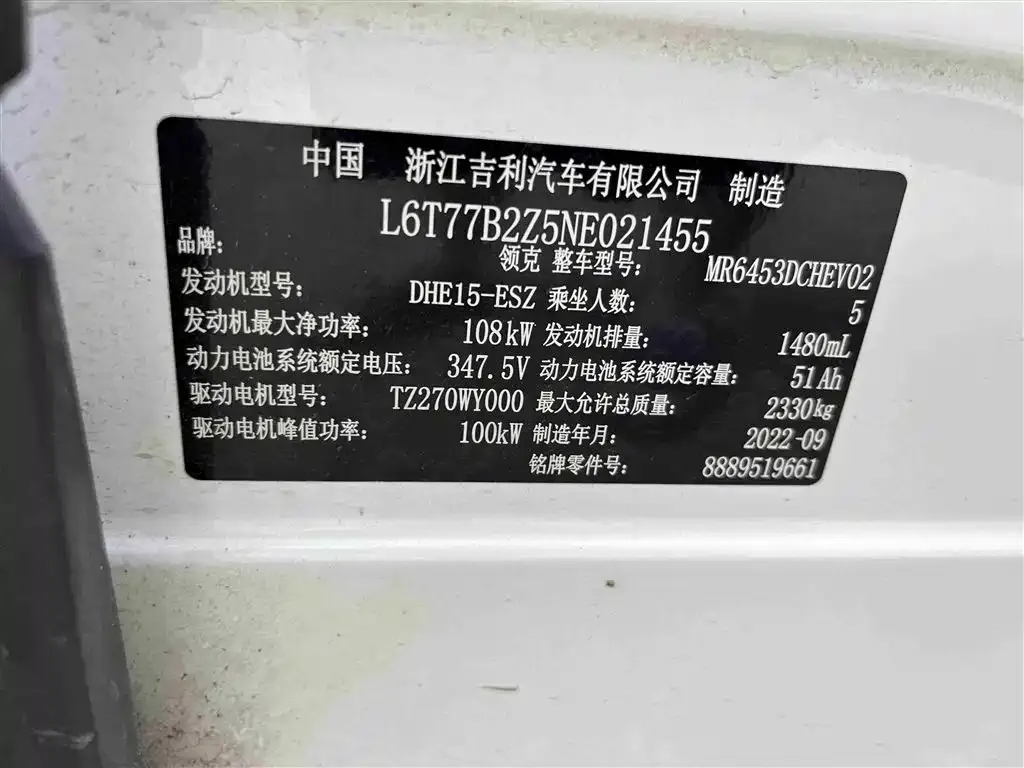 中国 浙江吉利汽车有限公司 制造
L6T77B2Z5NE021455
品牌: 领克 整车型号: MR6453DCHEV02
发动机型号: DHE15-ESZ 乘坐人数: 5
发动机最大净功率: 108kW 发动机排量: 1480mL
动力电池系统额定电压: 347.5V 动力电池系统额定容量: 51Ah
驱动电机型号: TZ270WY000 最大允许总质量: 2330kg
驱动电机峰值功率: 100kW 制造年月: 2022-09
铭牌零件号: 8889519661